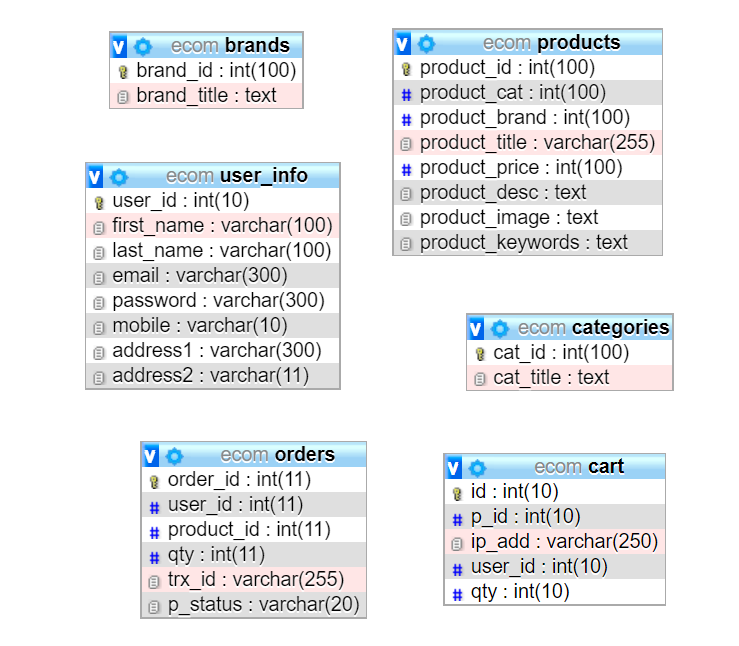 ecom brands
brand_id : int(100)
brand_title : text
ecom products
product_id : int(100)
product_cat : int(100)
product_brand : int(100)
product_title : varchar(255)
product_price : int(100)
product_desc : text
product_image : text
product_keywords : text
ecom user_info
user_id : int(10)
first_name : varchar(100)
last_name : varchar(100)
email : varchar(300)
password : varchar(300)
mobile : varchar(10)
address1 : varchar(300)
address2 : varchar(11)
ecom categories
cat_id : int(100)
cat_title : text
ecom orders
order_id : int(11)
user_id : int(11)
product_id : int(11)
qty : int(11)
trx_id : varchar(255)
p_status : varchar(20)
ecom cart
id : int(10)
p_id : int(10)
ip_add : varchar(250)
user_id : int(10)
qty : int(10)